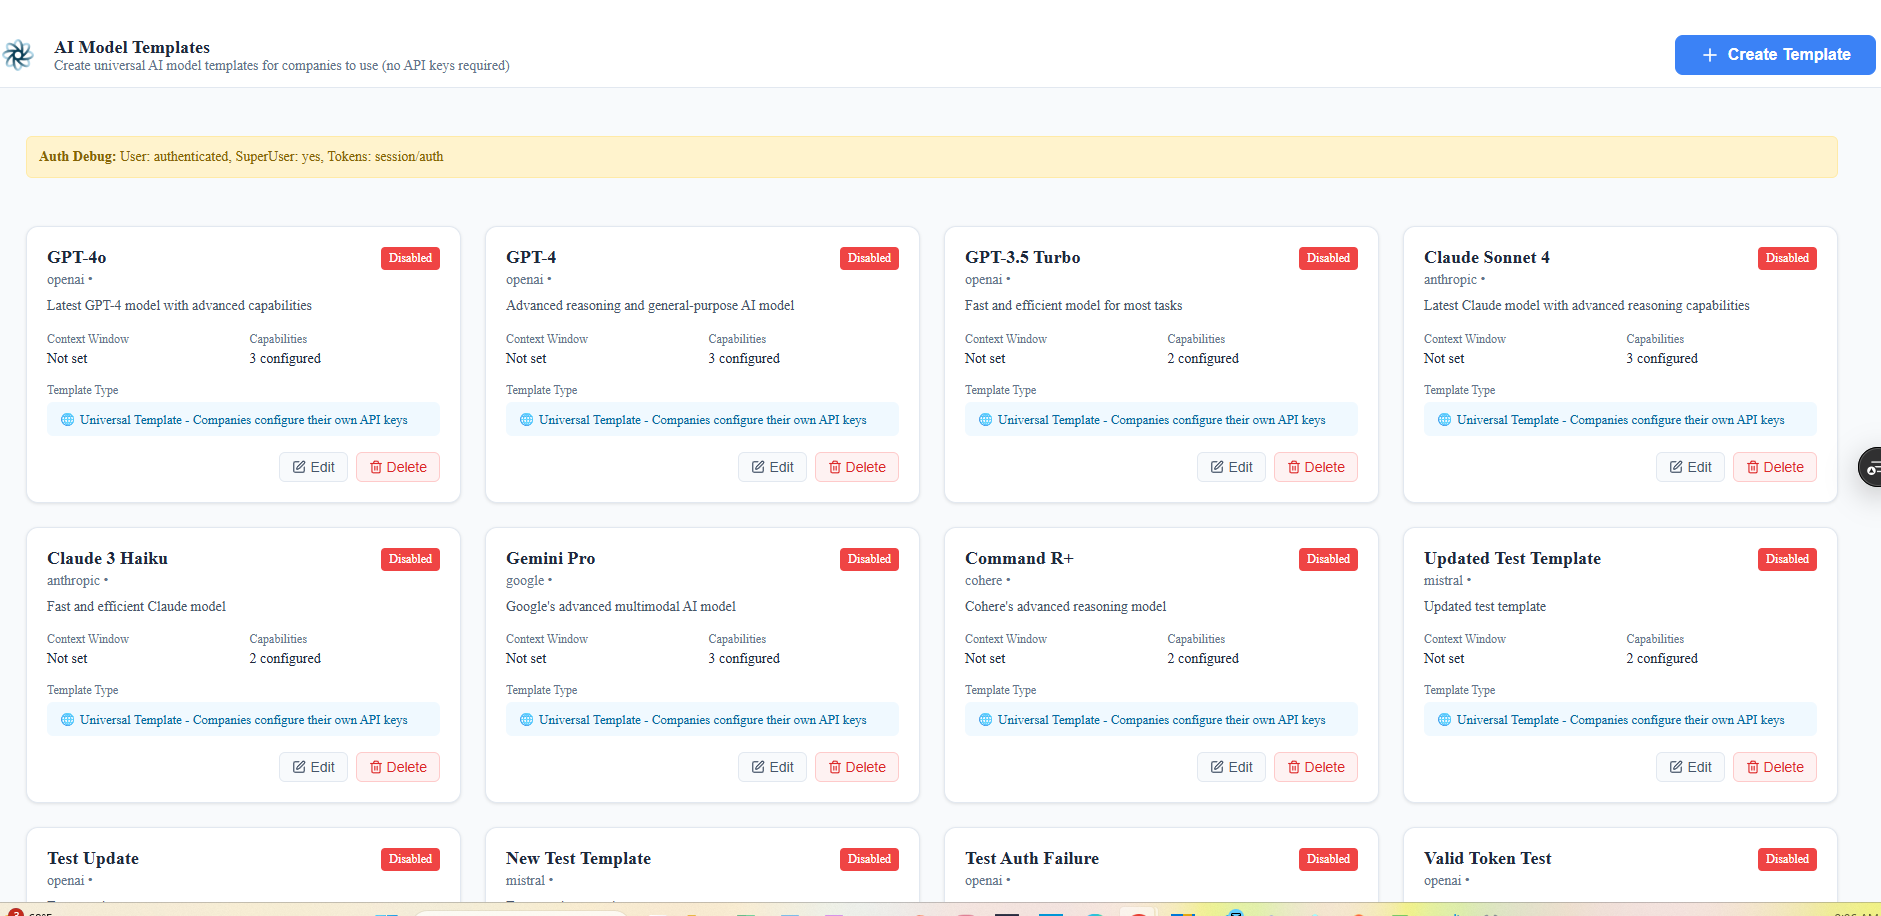 AI Model Templates
Create universal AI model templates for companies to use (no API keys required)
+ Create Template
Auth Debug: User: authenticated, SuperUser: yes, Tokens: session/auth
GPT-4o
Disabled
openai •
Latest GPT-4 model with advanced capabilities
Context Window
Capabilities
Not set
3 configured
Template Type
Universal Template - Companies configure their own API keys
Edit
Delete
GPT-4
Disabled
openai •
Advanced reasoning and general-purpose AI model
Context Window
Capabilities
Not set
3 configured
Template Type
Universal Template - Companies configure their own API keys
Edit
Delete
GPT-3.5 Turbo
Disabled
openai •
Fast and efficient model for most tasks
Context Window
Capabilities
Not set
2 configured
Template Type
Universal Template - Companies configure their own API keys
Edit
Delete
Claude Sonnet 4
Disabled
anthropic •
Latest Claude model with advanced reasoning capabilities
Context Window
Capabilities
Not set
3 configured
Template Type
Universal Template - Companies configure their own API keys
Edit
Delete
Claude 3 Haiku
Disabled
anthropic •
Fast and efficient Claude model
Context Window
Capabilities
Not set
2 configured
Template Type
Universal Template - Companies configure their own API keys
Edit
Delete
Gemini Pro
Disabled
google •
Google's advanced multimodal AI model
Context Window
Capabilities
Not set
3 configured
Template Type
Universal Template - Companies configure their own API keys
Edit
Delete
Command R+
Disabled
cohere •
Cohere's advanced reasoning model
Context Window
Capabilities
Not set
2 configured
Template Type
Universal Template - Companies configure their own API keys
Edit
Delete
Updated Test Template
Disabled
mistral •
Updated test template
Context Window
Capabilities
Not set
2 configured
Template Type
Universal Template - Companies configure their own API keys
Edit
Delete
Test Update
Disabled
openai •
New Test Template
Disabled
mistral •
Test Auth Failure
Disabled
openai •
Valid Token Test
Disabled
openai •